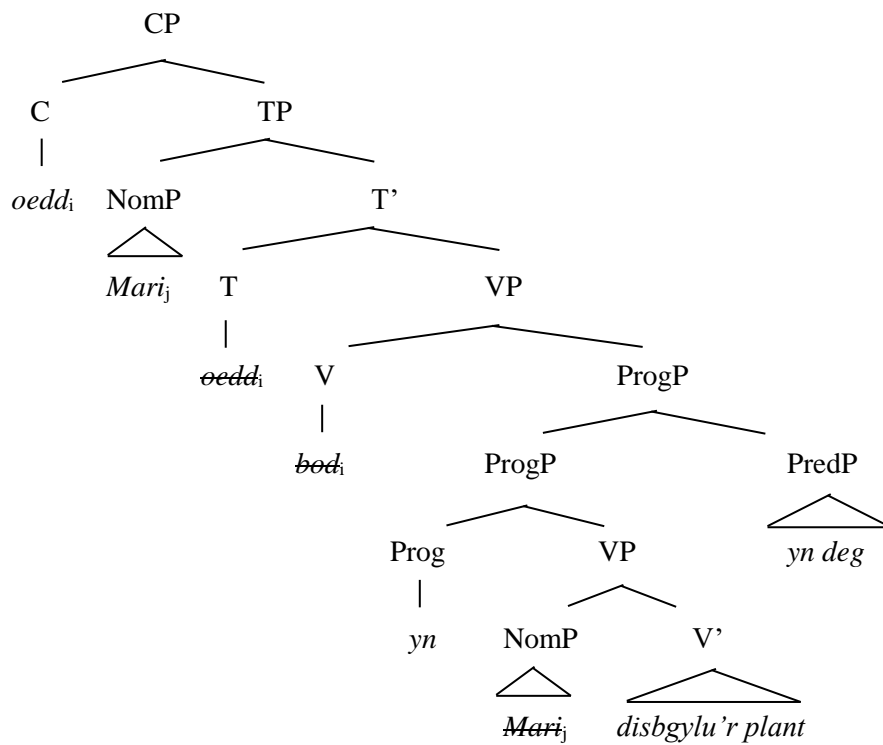 CP
C TP
oeddᵢ NomP T’
Mariⱼ T VP
oeddᵢ V ProgP
bodᵢ ProgP PredP
Prog VP yn deg
yn NomP V’
Mariⱼ disbgylu’r plant